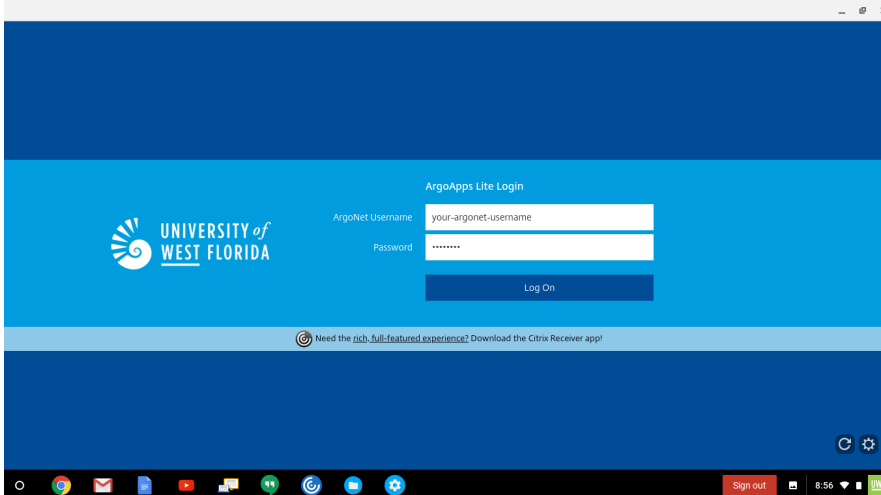 ArgoApps Lite Login
ArgoNet Username
your-argonet-username
Password
••••••••
UNIVERSITY of
WEST FLORIDA
Log On
Need the rich, full-featured experience? Download the Citrix Receiver app!
Sign out
8:56
UW